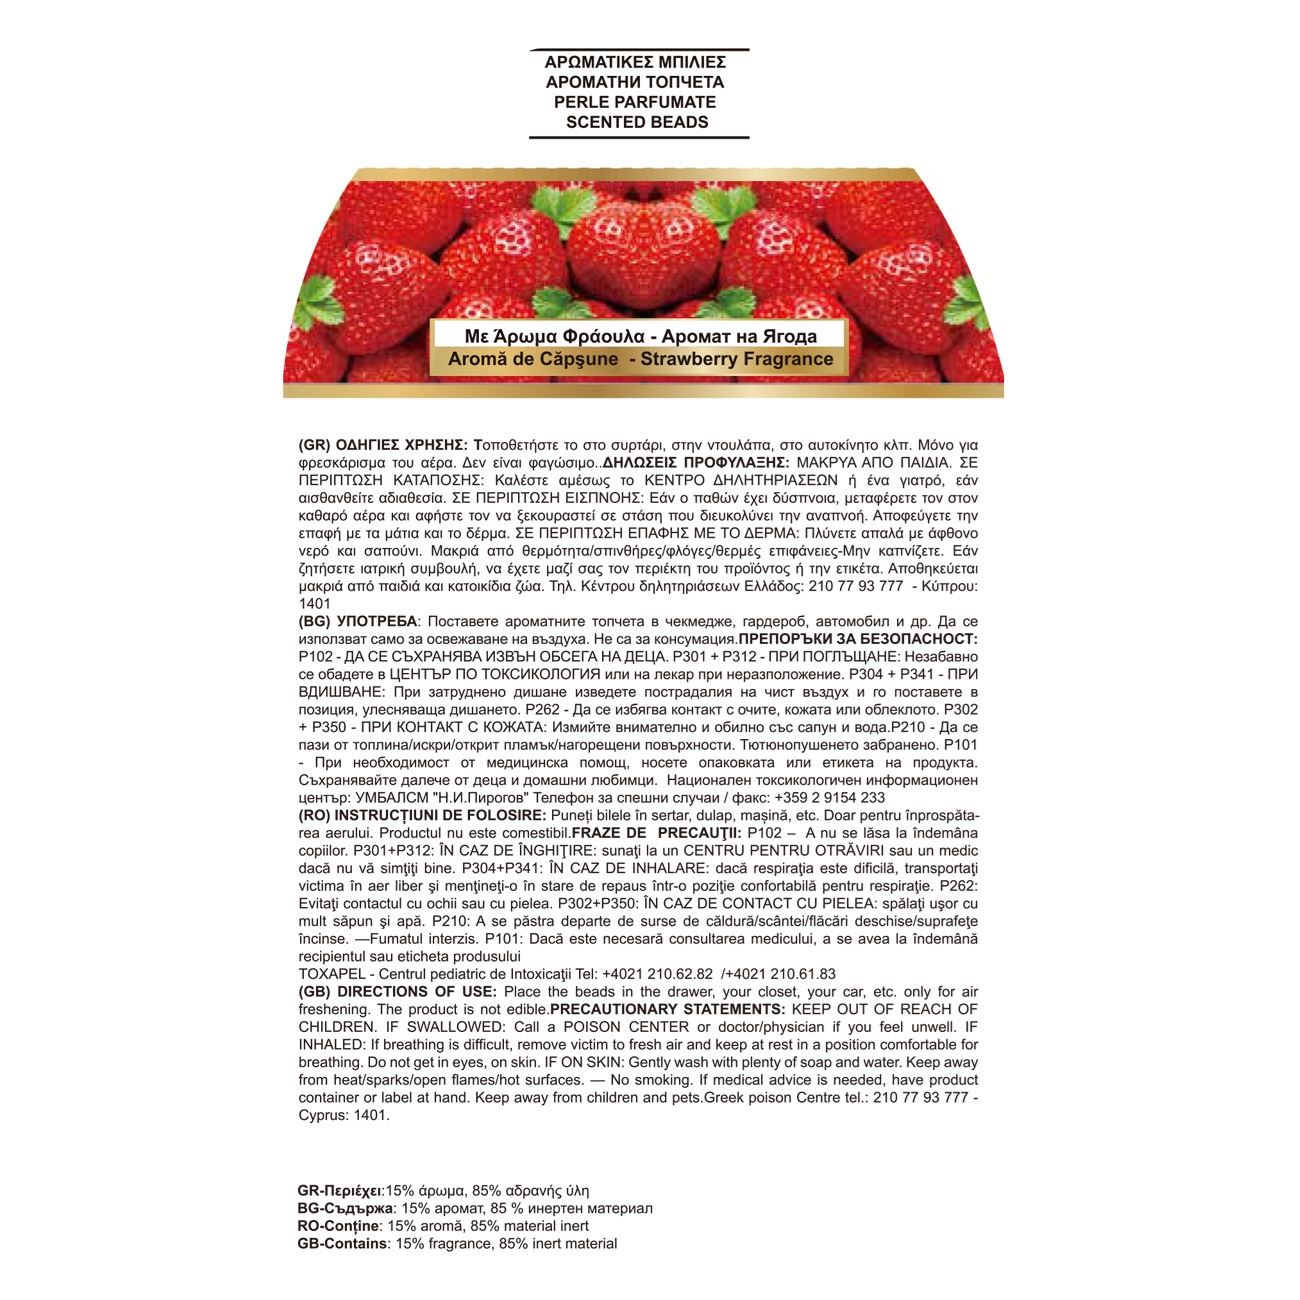 ΑΡΩΜΑΤΙΚΕΣ ΜΠΙΛΙΕΣ
АРОМАТНИ ТОПЧЕТА
PERLE PARFUMATE
SCENTED BEADS
Με Άρωμα Φράουλα - Аромат на Ягода
Aromă de Căpşune - Strawberry Fragrance
(GR) ΟΔΗΓΙΕΣ ΧΡΗΣΗΣ: Τοποθετήστε το στο συρτάρι, στην ντουλάπα, στο αυτοκίνητο κλπ. Μόνο για
φρεσκάρισμα του αέρα. Δεν είναι φαγώσιμο..ΔΗΛΩΣΕΙΣ ΠΡΟΦΥΛΑΞΗΣ: ΜΑΚΡΥΑ ΑΠΟ ΠΑΙΔΙΑ. ΣΕ
ΠΕΡΙΠΤΩΣΗ ΚΑΤΑΠΟΣΗΣ: Καλέστε αμέσως το ΚΕΝΤΡΟ ΔΗΛΗΤΗΡΙΑΣΕΩΝ ή ένα γιατρό, εάν
αισθανθείτε αδιαθεσία. ΣΕ ΠΕΡΙΠΤΩΣΗ ΕΙΣΠΝΟΗΣ: Εάν ο παθών έχει δύσπνοια, μεταφέρετε τον στον
καθαρό αέρα και αφήστε τον να ξεκουραστεί σε στάση που διευκολύνει την αναπνοή. Αποφεύγετε την
επαφή με τα μάτια και το δέρμα. ΣΕ ΠΕΡΙΠΤΩΣΗ ΕΠΑΦΗΣ ΜΕ ΤΟ ΔΕΡΜΑ: Πλύνετε απαλά με άφθονο
νερό και σαπούνι. Μακριά από θερμότητα/σπινθήρες/φλόγες/θερμές επιφάνειες-Μην καπνίζετε. Εάν
ζητήσετε ιατρική συμβουλή, να έχετε μαζί σας τον περιέκτη του προϊόντος ή την ετικέτα. Αποθηκεύεται
μακριά από παιδιά και κατοικίδια ζώα. Τηλ. Κέντρου δηλητηριάσεων Ελλάδος: 210 77 93 777 - Κύπρου:
1401
(BG) УПОТРЕБА: Поставете ароматните топчета в чекмедже, гардероб, автомобил и др. Да се
използват само за освежаване на въздуха. Не са за консумация.ПРЕПОРЪКИ ЗА БЕЗОПАСНОСТ:
P102 - ДА СЕ СЪХРАНЯВА ИЗВЪН ОБСЕГА НА ДЕЦА. P301 + P312 - ПРИ ПОГЛЪЩАНЕ: Незабавно
се обадете в ЦЕНТЪР ПО ТОКСИКОЛОГИЯ или на лекар при неразположение. P304 + P341 - ПРИ
ВДИШВАНЕ: При затруднено дишане изведете пострадалия на чист въздух и го поставете в
позиция, улесняваща дишането. P262 - Да се избягва контакт с очите, кожата или облеклото. P302
+ P350 - ПРИ КОНТАКТ С КОЖАТА: Измийте внимателно и обилно със сапун и вода.P210 - Да се
пази от топлина/искри/открит пламък/нагорещени повърхности. Тютюнопушенето забранено. P101
- При необходимост от медицинска помощ, носете опаковката или етикета на продукта.
Съхранявайте далече от деца и домашни любимци. Национален токсикологичен информационен
център: УМБАЛСМ "Н.И.Пирогов" Телефон за спешни случаи / факс: +359 2 9154 233
(RO) INSTRUCȚIUNI DE FOLOSIRE: Puneți bilele în sertar, dulap, mașină, etc. Doar pentru înprospăta-
rea aerului. Productul nu este comestibil.FRAZE DE PRECAUŢII: P102 – A nu se lăsa la îndemâna
copiilor. P301+P312: ÎN CAZ DE ÎNGHIŢIRE: sunaţi la un CENTRU PENTRU OTRĂVIRI sau un medic
dacă nu vă simţiţi bine. P304+P341: ÎN CAZ DE INHALARE: dacă respiraţia este dificilă, transportaţi
victima în aer liber şi menţineţi-o în stare de repaus într-o poziţie confortabilă pentru respiraţie. P262:
Evitaţi contactul cu ochii sau cu pielea. P302+P350: ÎN CAZ DE CONTACT CU PIELEA: spălaţi uşor cu
mult săpun şi apă. P210: A se păstra departe de surse de căldură/scântei/flăcări deschise/suprafeţe
încinse. —Fumatul interzis. P101: Dacă este necesară consultarea medicului, a se avea la îndemână
recipientul sau eticheta produsului
TOXAPEL - Centrul pediatric de Intoxicaţii Tel: +4021 210.62.82 /+4021 210.61.83
(GB) DIRECTIONS OF USE: Place the beads in the drawer, your closet, your car, etc. only for air
freshening. The product is not edible.PRECAUTIONARY STATEMENTS: KEEP OUT OF REACH OF
CHILDREN. IF SWALLOWED: Call a POISON CENTER or doctor/physician if you feel unwell. IF
INHALED: If breathing is difficult, remove victim to fresh air and keep at rest in a position comfortable for
breathing. Do not get in eyes, on skin. IF ON SKIN: Gently wash with plenty of soap and water. Keep away
from heat/sparks/open flames/hot surfaces. — No smoking. If medical advice is needed, have product
container or label at hand. Keep away from children and pets.Greek poison Centre tel.: 210 77 93 777 -
Cyprus: 1401.
GR-Περιέχει:15% άρωμα, 85% αδρανής ύλη
BG-Съдържа: 15% аромат, 85 % инертен материал
RO-Conține: 15% aromă, 85% material inert
GB-Contains: 15% fragrance, 85% inert material